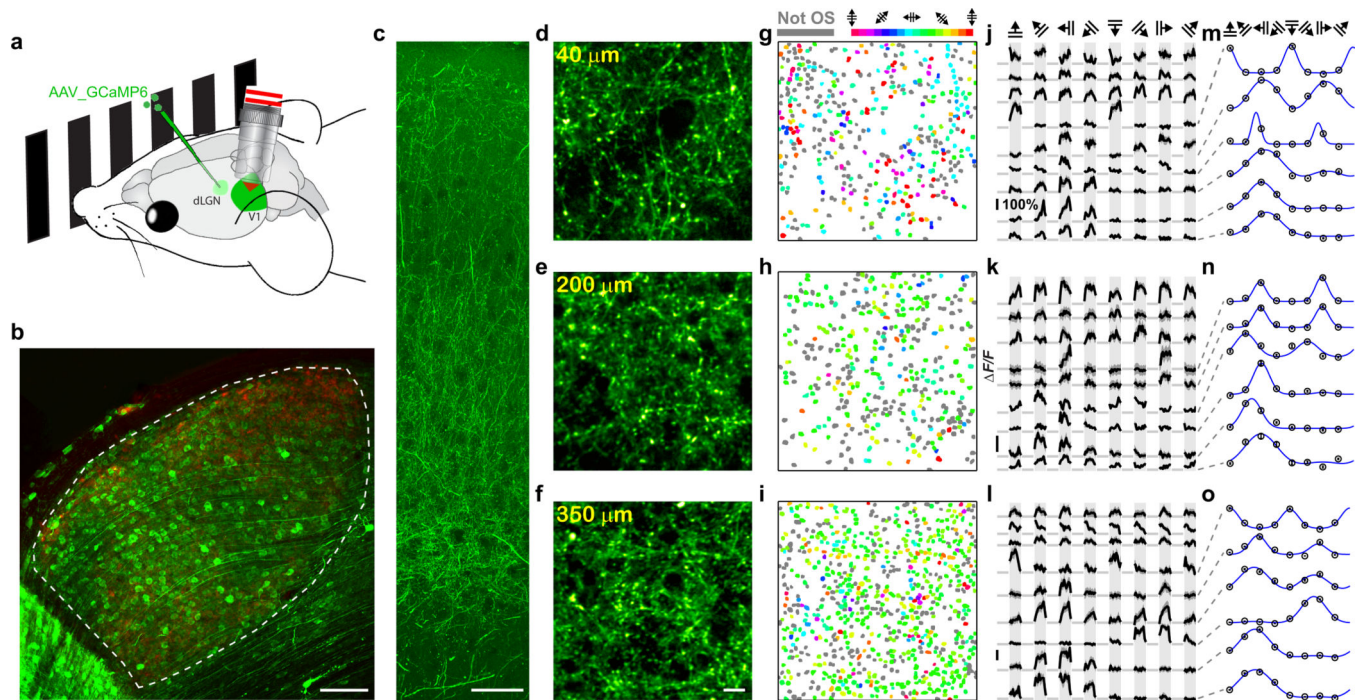 a
AAV_GCaMP6
dLGN
V1
b
c
d
40 μm
e
200 μm
f
350 μm
g
Not OS
h
i
j
100%
k
ΔF/F
l
m
n
o